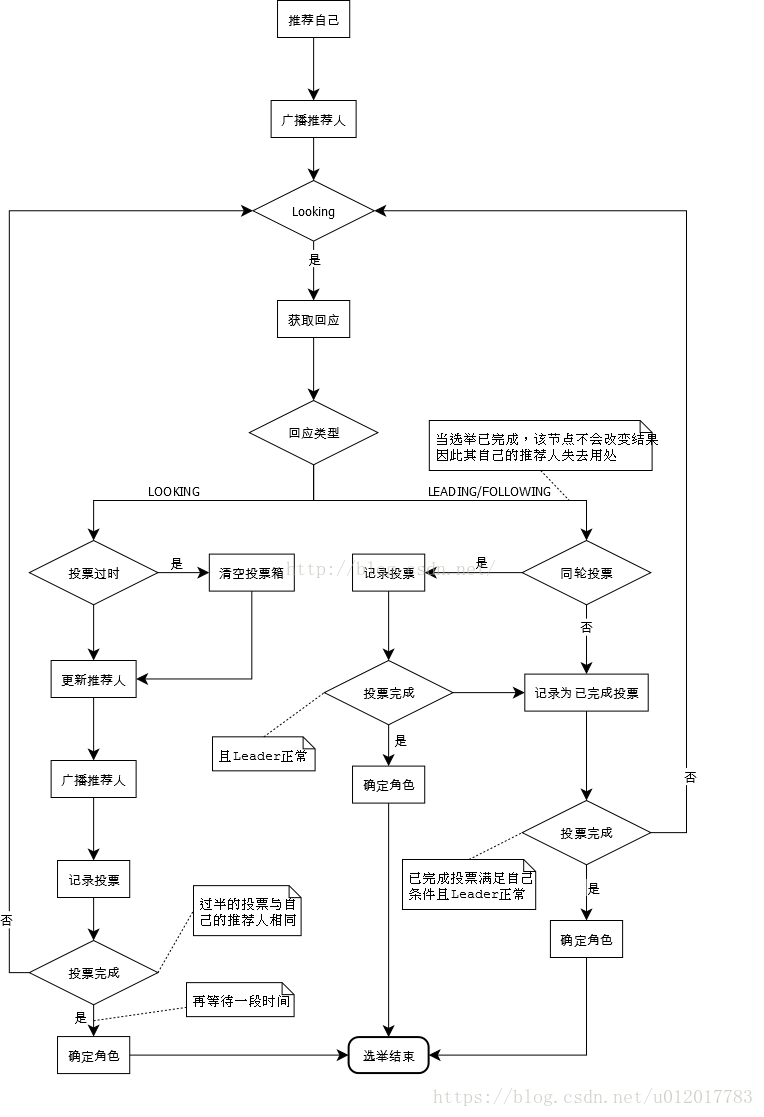 推荐自己
广播推荐人
Looking
是
获取回应
回应类型
当选举已完成，该节点不会改变结果
因此其自己的推荐人失去用处
LOOKING
LEADING/FOLLOWING
投票过时
是
清空投票箱
http://blog.csdn.net/
记录投票
是
同轮投票
否
更新推荐人
投票完成
记录为已完成投票
且Leader正常
是
广播推荐人
确定角色
否
投票完成
记录投票
已完成投票满足自己
条件且Leader正常
是
过半的投票与自
己的推荐人相同
否
确定角色
投票完成
再等待一段时间
是
确定角色
选举结束
https://blog.csdn.net/u012017783